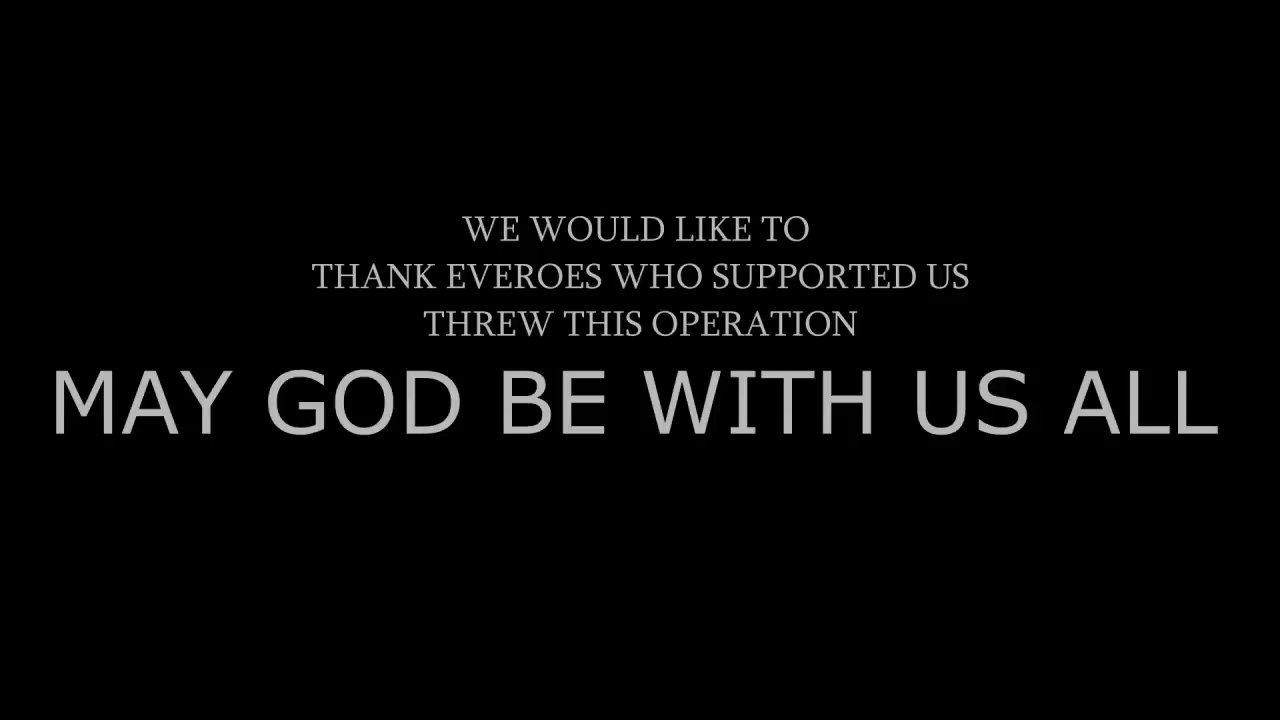 WE WOULD LIKE TO
THANK EVEROES WHO SUPPORTED US
THREW THIS OPERATION
MAY GOD BE WITH US ALL